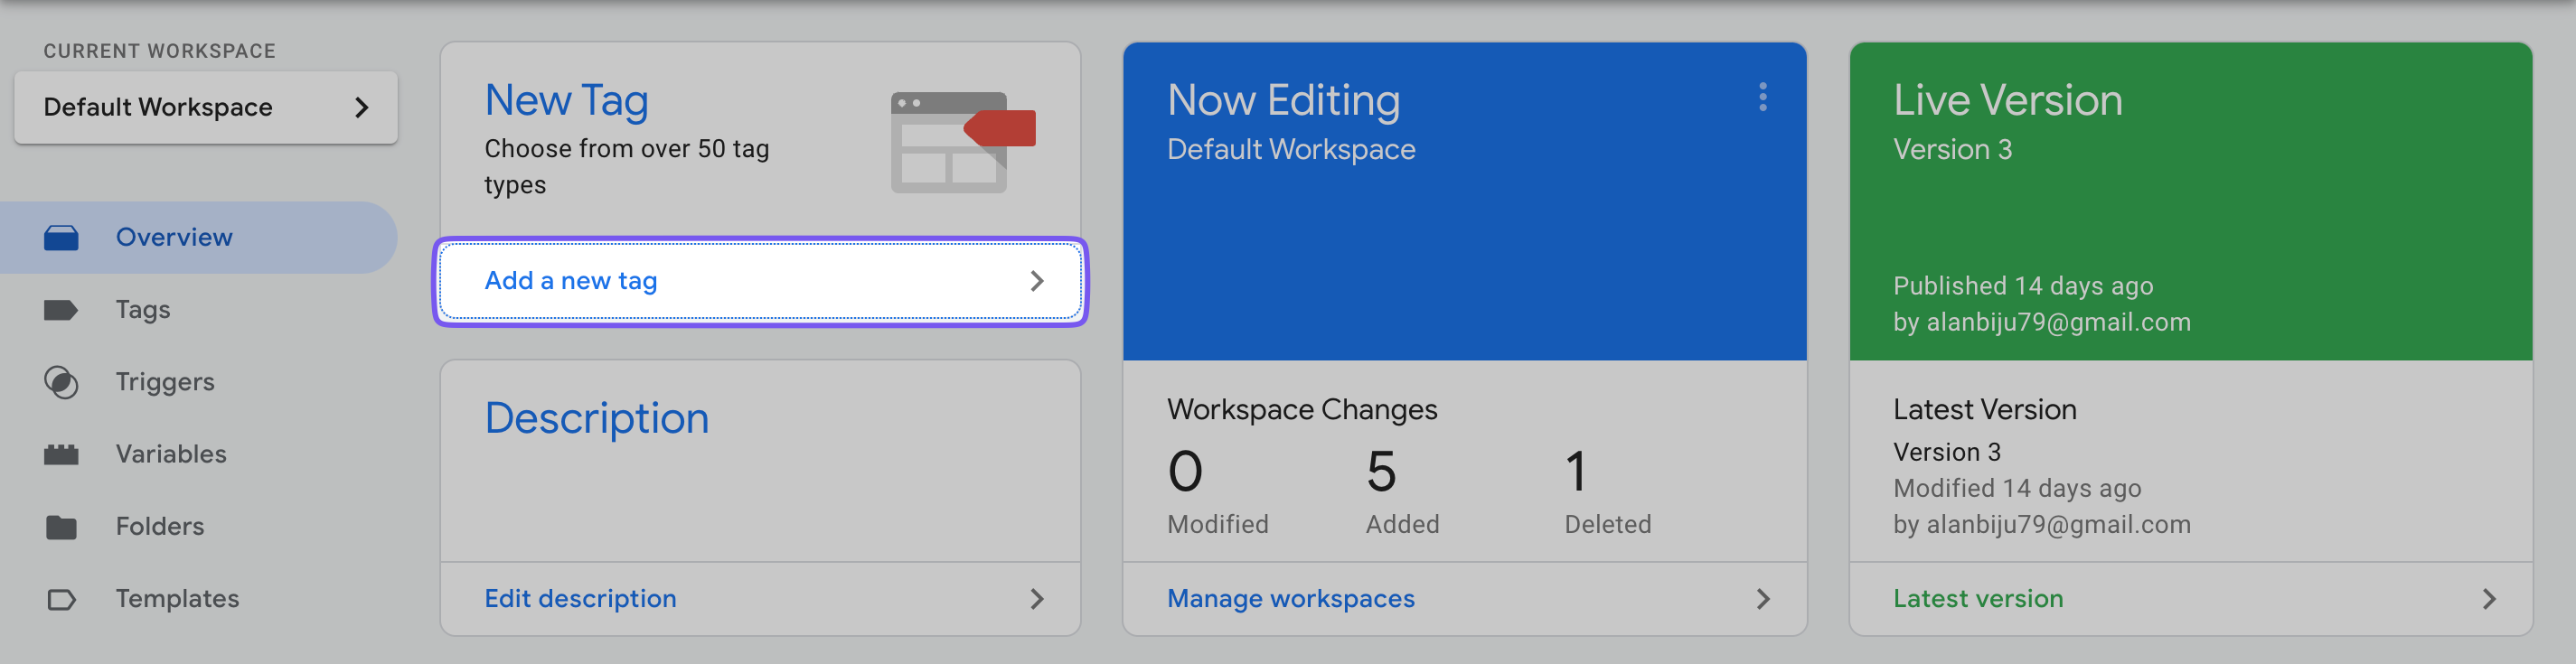 CURRENT WORKSPACE
Default Workspace
Overview
Tags
Triggers
Variables
Folders
Templates
New Tag
Choose from over 50 tag
types
Add a new tag
Description
Edit description
Now Editing
Default Workspace
Workspace Changes
0 5 1
Modified Added Deleted
Manage workspaces
Live Version
Version 3
Published 14 days ago
by alanbiju79@gmail.com
Latest Version
Version 3
Modified 14 days ago
by alanbiju79@gmail.com
Latest version